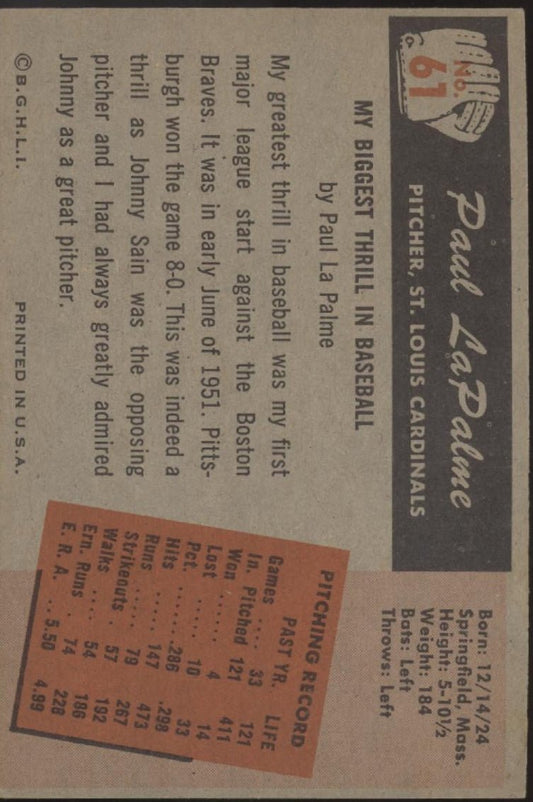 No.
61
Paul LaPalme
PITCHER, ST. LOUIS CARDINALS
Born: 12/14/24
Springfield, Mass.
Height: 5-10½
Weight: 184
Bats: Left
Throws: Left
MY BIGGEST THRILL IN BASEBALL
by Paul La Palme
My greatest thrill in baseball was my first
major league start against the Boston
Braves. It was in early June of 1951. Pitts-
burgh won the game 8-0. This was indeed a
thrill as Johnny Sain was the opposing
pitcher and I had always greatly admired
Johnny as a great pitcher.
PITCHING RECORD
PAST YR. LIFE
Games .... 33 121
In. Pitched 121 411
Won ...... 4 14
Lost ...... 10 33
Pct. ...... .286 .298
Hits ...... 147 473
Runs ..... 79 267
Strikeouts . 57 192
Walks .... 54 186
Ern. Runs . 74 228
E. R. A. .. 5.50 4.99
© B.G.H.L.I. PRINTED IN U.S.A.